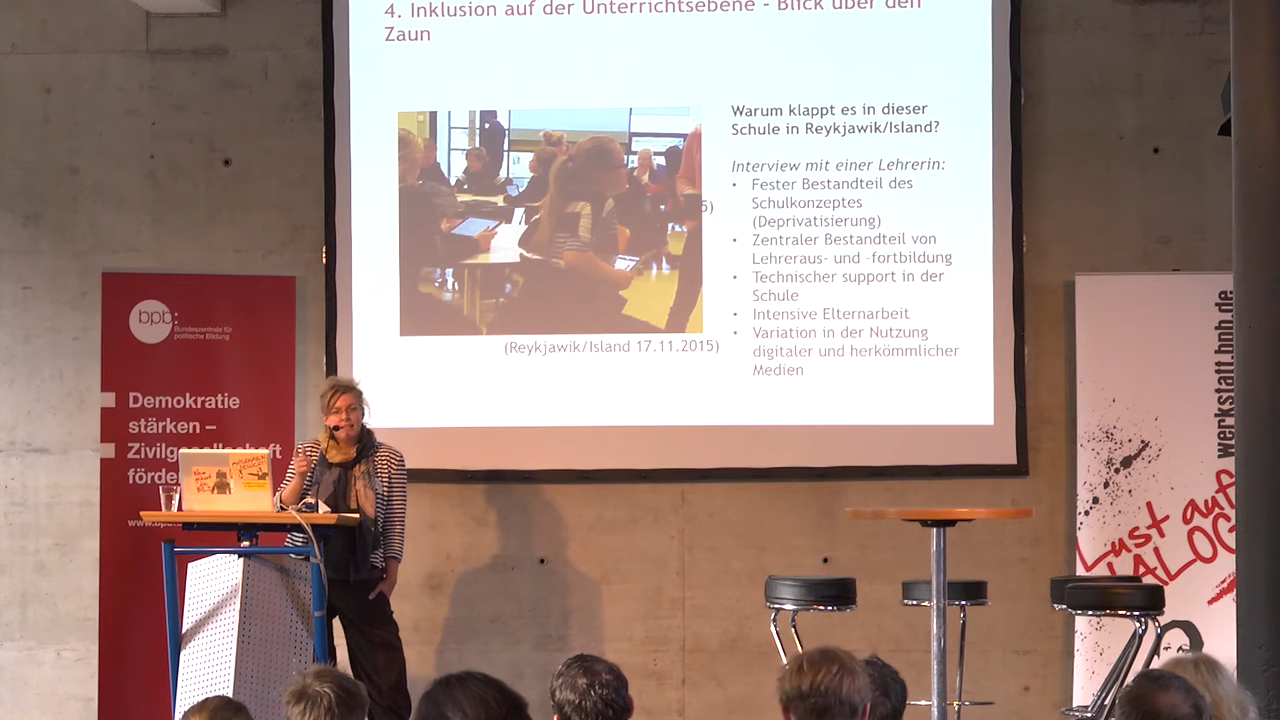 4. Inklusion auf der Unterrichtsebene - Blick über den
Zaun
Warum klappt es in dieser
Schule in Reykjawik/Island?
Interview mit einer Lehrerin:
• Fester Bestandteil des
Schulkonzeptes
(Deprivatisierung)
• Zentraler Bestandteil von
Lehreraus- und -fortbildung
• Technischer support in der
Schule
• Intensive Elternarbeit
• Variation in der Nutzung
digitaler und herkömmlicher
Medien
5)
(Reykjawik/Island 17.11.2015)
bpb:
Bundeszentrale für
politische Bildung
Demokratie
stärken –
Zivilgesellschaft
förde
werkstatt.bpb.de
Lust auf
IALOG